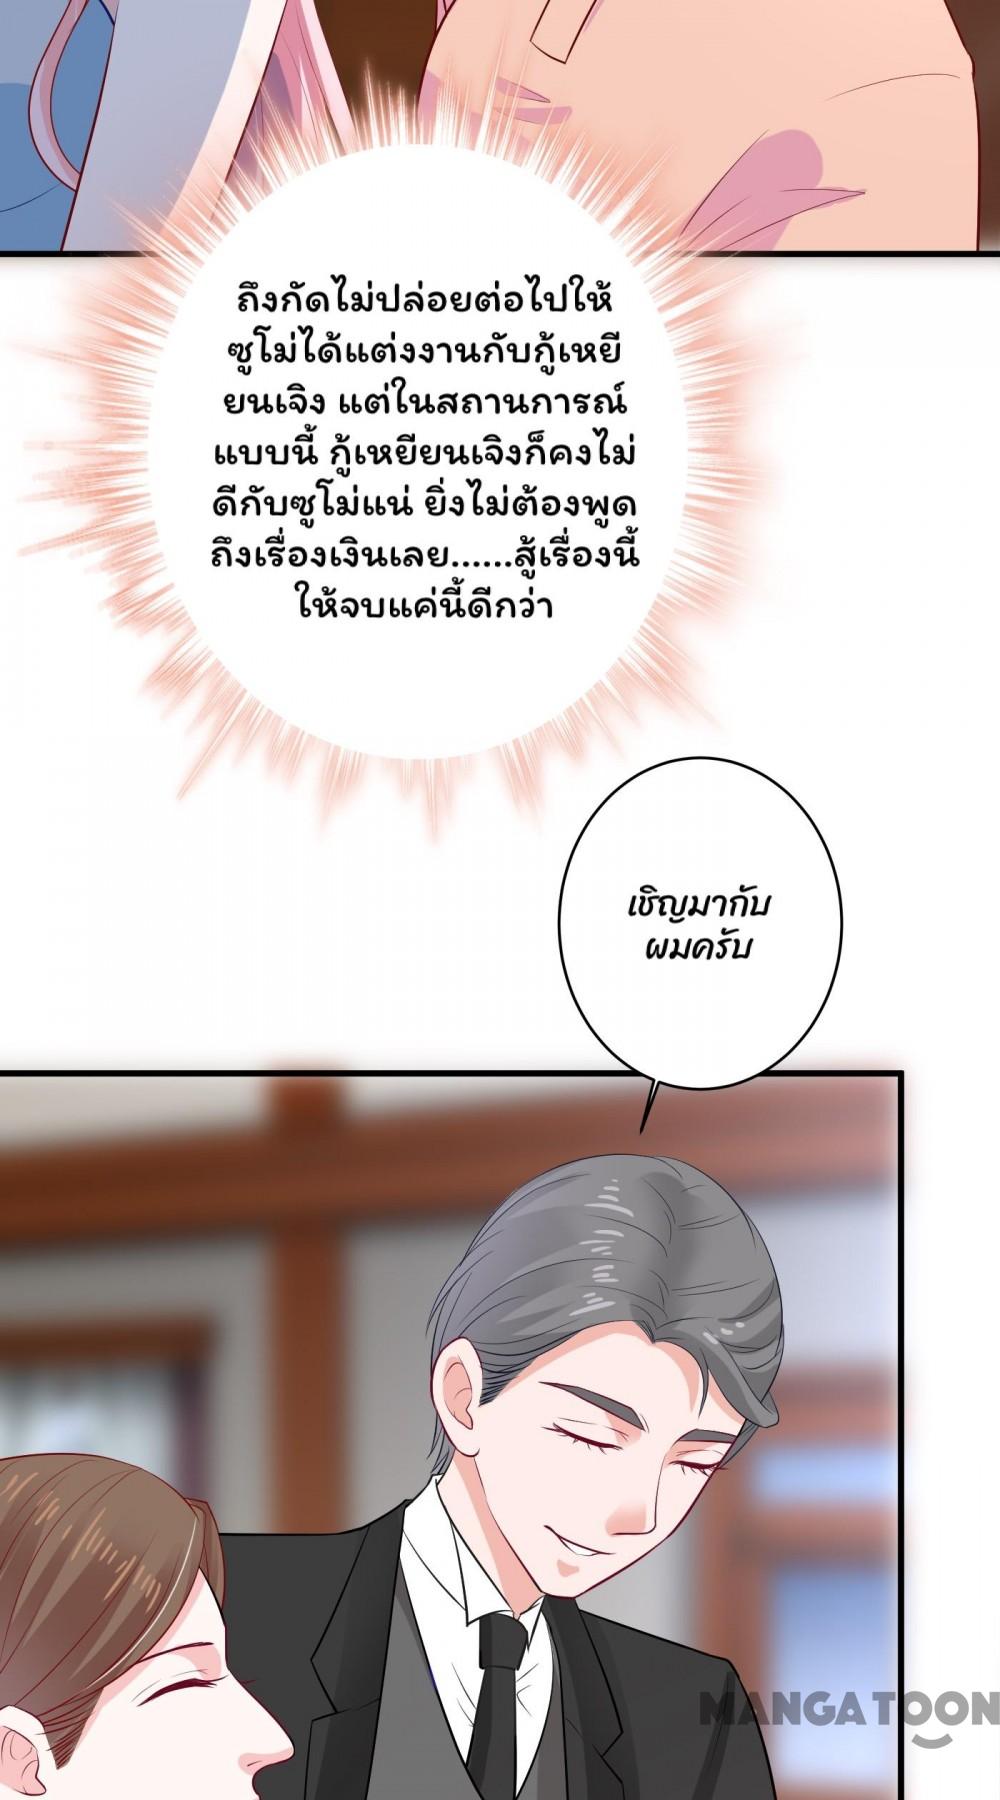 ถึงกัดไม่ปล่อยต่อไปให้
ซูโม่ได้แต่งงานกับกู้เหยี
ยนเจิง แต่ในสถานการณ์
แบบนี้ กู้เหยียนเจิงก็คงไม่
ดีกับซูโม่แน่ ยิ่งไม่ต้องพูด
ถึงเรื่องเงินเลย......สู้เรื่องนี้
ให้จบแค่นี้ดีกว่า
เชิญมากับ
ผมครับ
MANGATOON